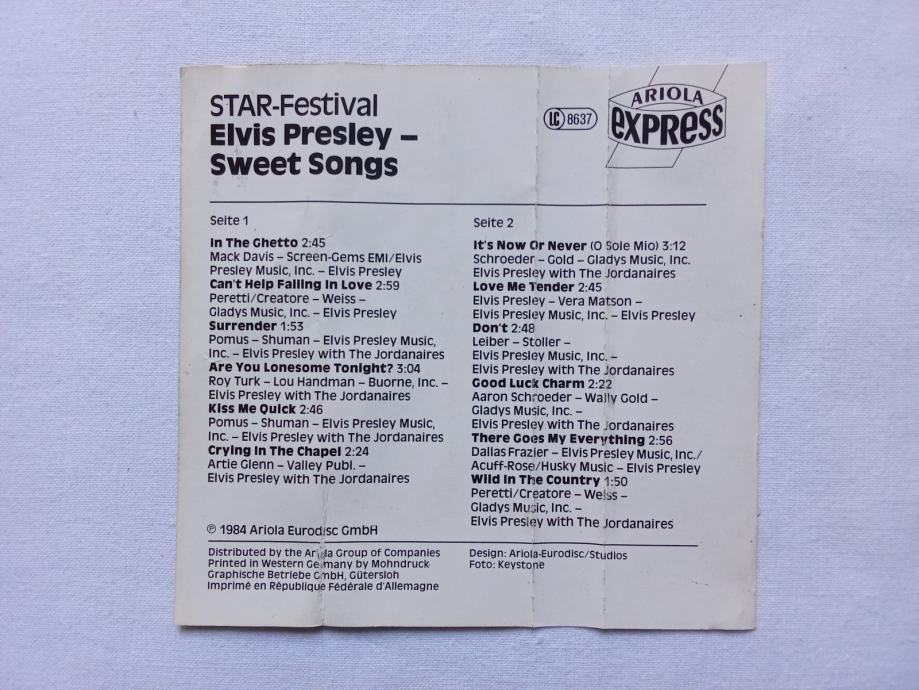 STAR-Festival
Elvis Presley –
Sweet Songs
LC 8637
ARIOLA
EXPRESS
Seite 1
In The Ghetto 2:45
Mack Davis – Screen-Gems EMI/Elvis
Presley Music, Inc. – Elvis Presley
Can't Help Falling In Love 2:59
Peretti/Creatore – Weiss –
Gladys Music, Inc. – Elvis Presley
Surrender 1:53
Pomus – Shuman – Elvis Presley Music,
Inc. – Elvis Presley with The Jordanaires
Are You Lonesome Tonight? 3:04
Roy Turk – Lou Handman – Buorne, Inc. –
Elvis Presley with The Jordanaires
Kiss Me Quick 2:46
Pomus – Shuman – Elvis Presley Music,
Inc. – Elvis Presley with The Jordanaires
Crying In The Chapel 2:24
Artie Glenn – Valley Publ. –
Elvis Presley with The Jordanaires
Seite 2
It's Now Or Never (O Sole Mio) 3:12
Schroeder – Gold – Gladys Music, Inc.
Elvis Presley with The Jordanaires
Love Me Tender 2:45
Elvis Presley – Vera Matson –
Elvis Presley Music, Inc. – Elvis Presley
Don't 2:48
Leiber – Stoller –
Elvis Presley Music, Inc. –
Elvis Presley with The Jordanaires
Good Luck Charm 2:22
Aaron Schroeder – Wally Gold –
Gladys Music, Inc. –
Elvis Presley with The Jordanaires
There Goes My Everything 2:56
Dallas Frazier – Elvis Presley Music, Inc./
Acuff-Rose/Husky Music – Elvis Presley
Wild In The Country 1:50
Peretti/Creatore – Weiss –
Gladys Music, Inc. –
Elvis Presley with The Jordanaires
℗ 1984 Ariola Eurodisc GmbH
Distributed by the Ariola Group of Companies
Printed in Western Germany by Mohndruck
Graphische Betriebe GmbH, Gütersloh
Imprimé en République Fédérale d'Allemagne
Design: Ariola-Eurodisc/Studios
Foto: Keystone